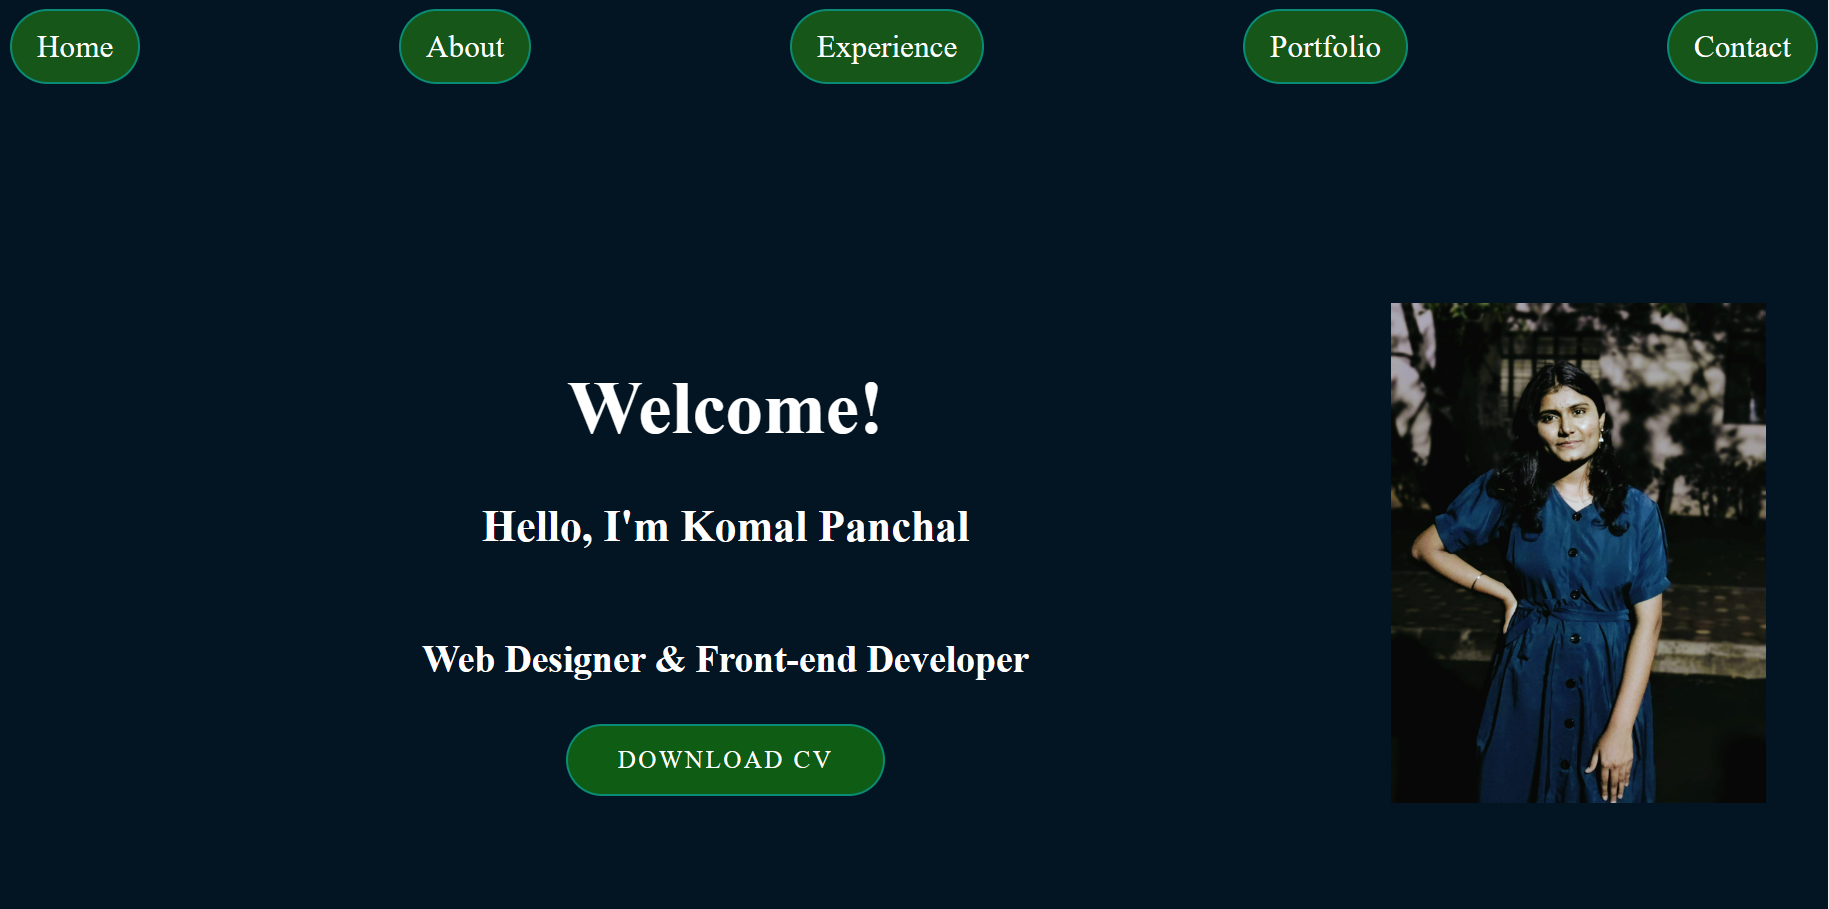 Home About Experience Portfolio Contact
Welcome!
Hello, I'm Komal Panchal
Web Designer & Front-end Developer
DOWNLOAD CV